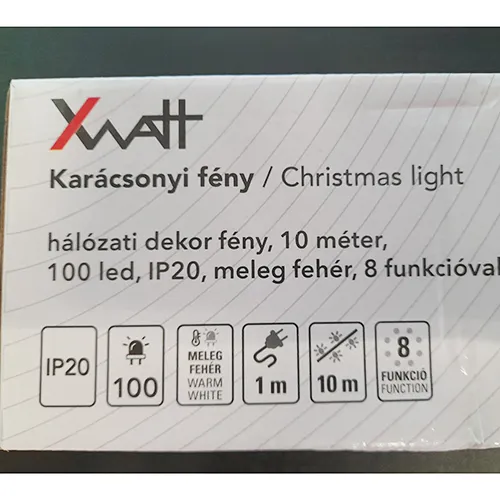 XWATT
Karácsonyi fény / Christmas light
hálózati dekor fény, 10 méter,
100 led, IP20, meleg fehér, 8 funkcióval
IP20
100
MELEG
FEHÉR
WARM
WHITE
1 m
10 m
8
FUNKCIÓ
FUNCTION